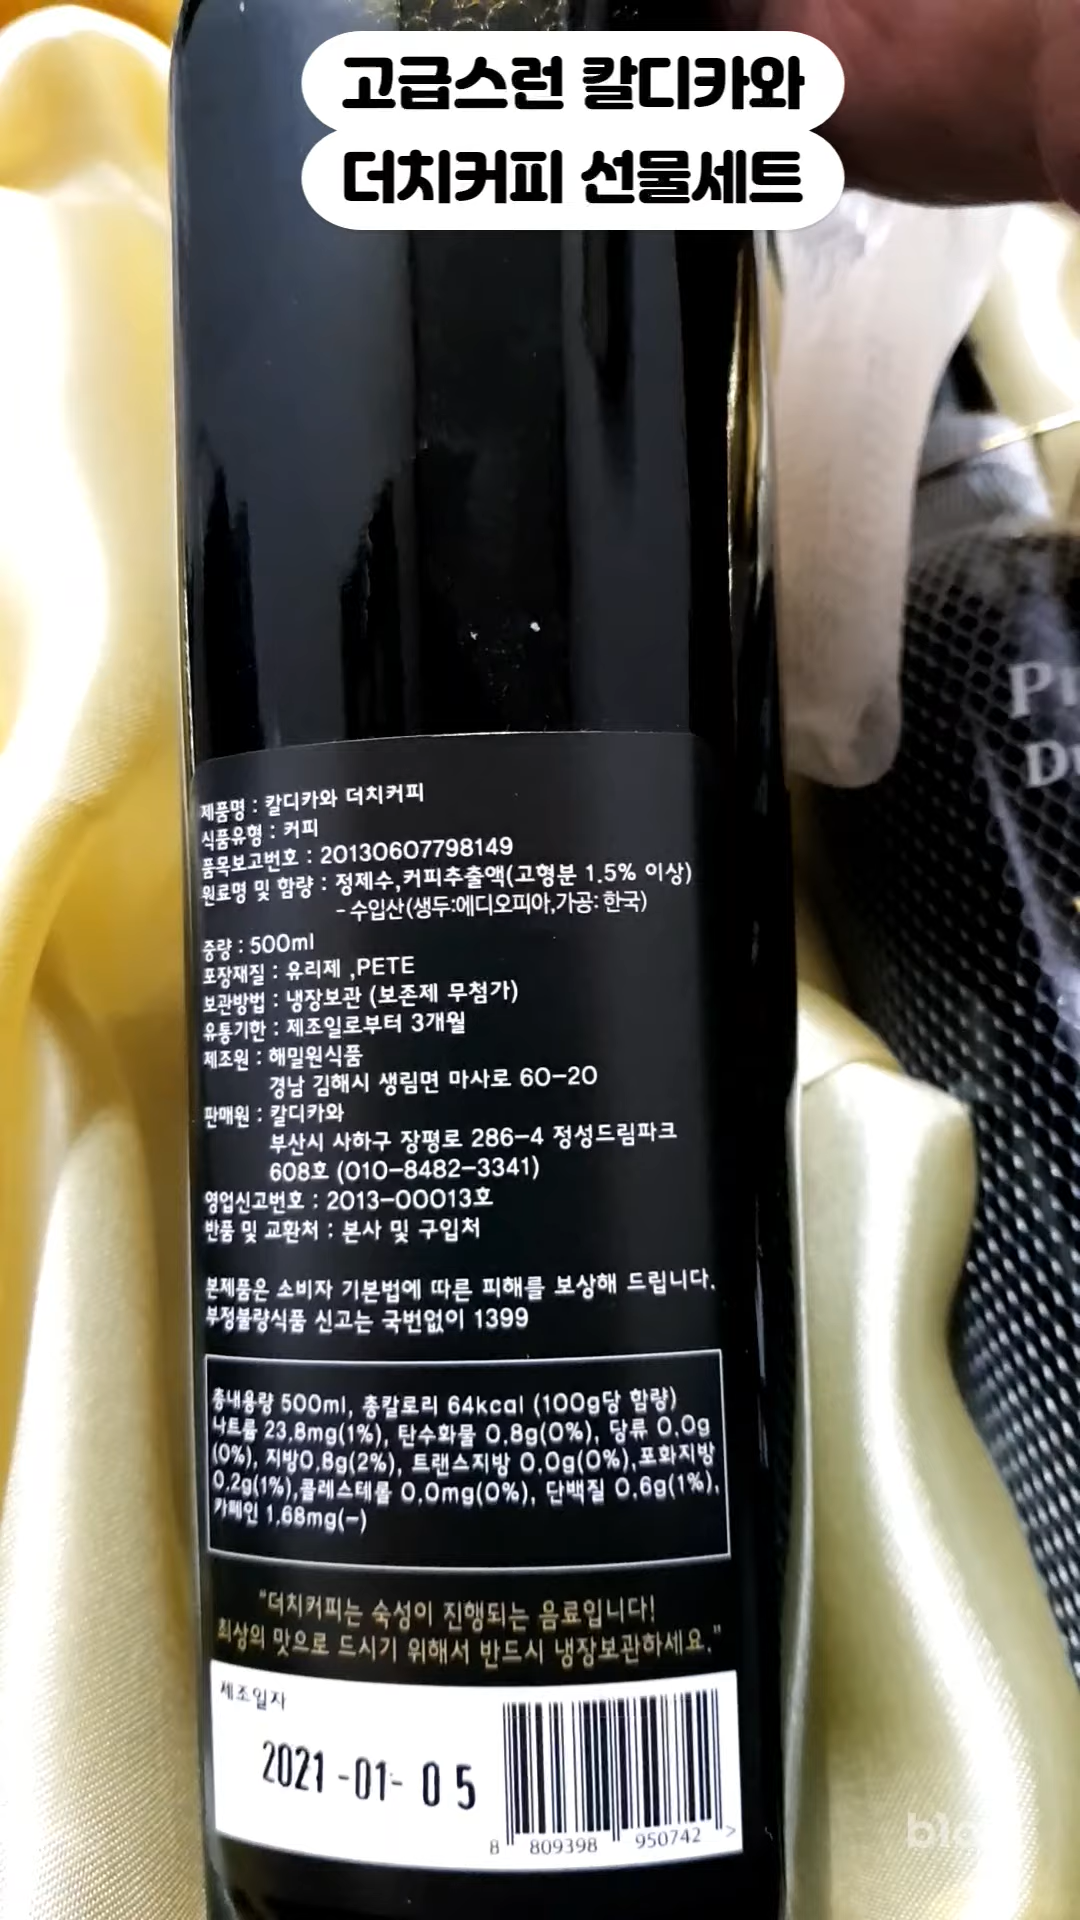 고급스런 칼디카와
더치커피 선물세트
제품명 : 칼디카와 더치커피
식품유형 : 커피
품목보고번호 : 20130607798149
원료명 및 함량 : 정제수,커피추출액(고형분 1.5% 이상)
- 수입산(생두:에디오피아,가공: 한국)
중량 : 500ml
포장재질 : 유리제 ,PETE
보관방법 : 냉장보관 (보존제 무첨가)
유통기한 : 제조일로부터 3개월
제조원 : 해밀원식품
경남 김해시 생림면 마사로 60-20
판매원 : 칼디카와
부산시 사하구 장평로 286-4 정성드림파크
608호 (010-8482-3341)
영업신고번호 : 2013-00013호
반품 및 교환처 : 본사 및 구입처
본제품은 소비자 기본법에 따른 피해를 보상해 드립니다.
부정불량식품 신고는 국번없이 1399
총내용량 500ml, 총칼로리 64kcal (100g당 함량)
나트륨 23.8mg(1%), 탄수화물 0.8g(0%), 당류 0.0g
(0%), 지방0.8g(2%), 트랜스지방 0.0g(0%),포화지방
0.2g(1%),콜레스테롤 0.0mg(0%), 단백질 0.6g(1%),
카페인 1.68mg(-)
"더치커피는 숙성이 진행되는 음료입니다!
최상의 맛으로 드시기 위해서 반드시 냉장보관하세요."
제조일자
2021-01-05
8 809398 950742 >